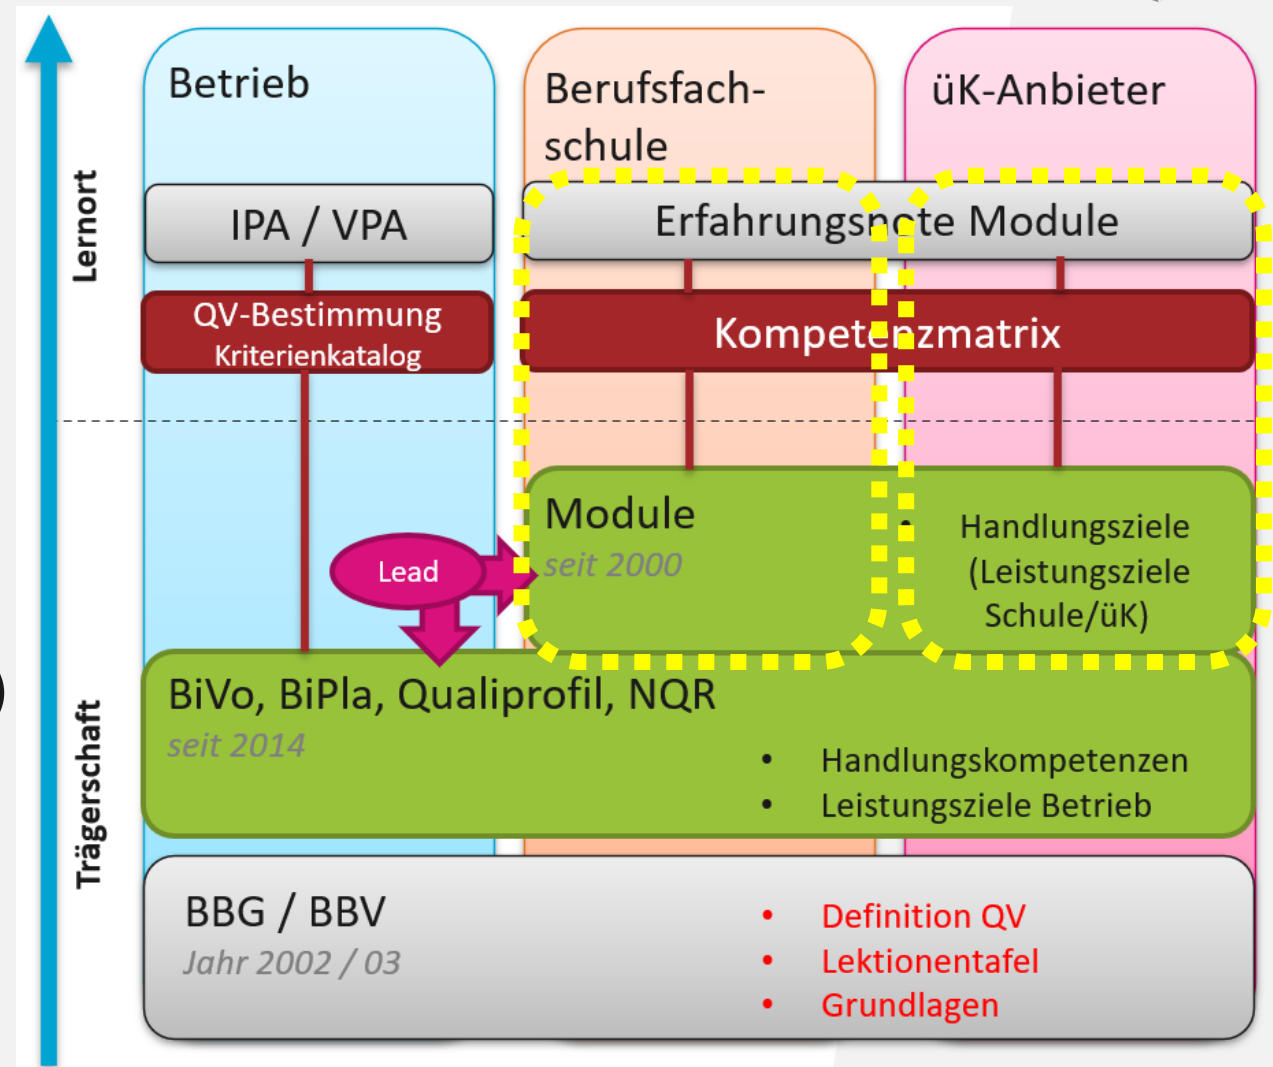 Betrieb
Berufsfach-
schule
üK-Anbieter
Lernort
IPA / VPA
Erfahrungsnote Module
QV-Bestimmung
Kriterienkatalog
Kompetenzmatrix
Module
seit 2000
• Handlungsziele
(Leistungsziele
Schule/üK)
Lead
Trägerschaft
BiVo, BiPla, Qualiprofil, NQR
seit 2014
• Handlungskompetenzen
• Leistungsziele Betrieb
BBG / BBV
Jahr 2002 / 03
• Definition QV
• Lektionentafel
• Grundlagen